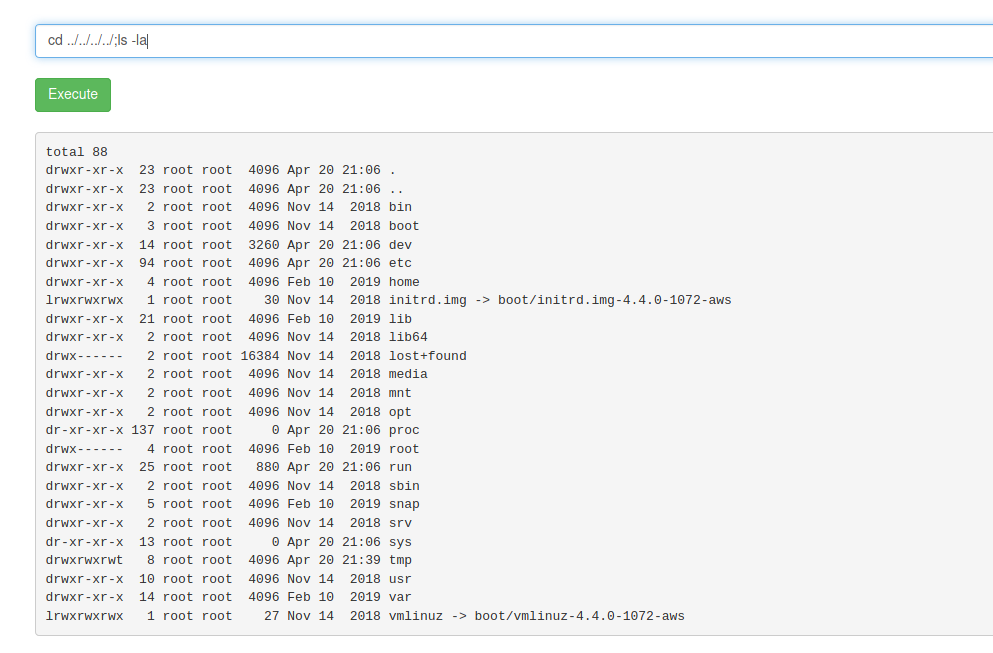 cd ../../../../;ls -la
Execute
total 88
drwxr-xr-x  23 root root  4096 Apr 20 21:06 .
drwxr-xr-x  23 root root  4096 Apr 20 21:06 ..
drwxr-xr-x   2 root root  4096 Nov 14  2018 bin
drwxr-xr-x   3 root root  4096 Nov 14  2018 boot
drwxr-xr-x  14 root root  3260 Apr 20 21:06 dev
drwxr-xr-x  94 root root  4096 Apr 20 21:06 etc
drwxr-xr-x   4 root root  4096 Feb 10  2019 home
lrwxrwxrwx   1 root root    30 Nov 14  2018 initrd.img -> boot/initrd.img-4.4.0-1072-aws
drwxr-xr-x  21 root root  4096 Feb 10  2019 lib
drwxr-xr-x   2 root root  4096 Nov 14  2018 lib64
drwx------   2 root root 16384 Nov 14  2018 lost+found
drwxr-xr-x   2 root root  4096 Nov 14  2018 media
drwxr-xr-x   2 root root  4096 Nov 14  2018 mnt
drwxr-xr-x   2 root root  4096 Nov 14  2018 opt
dr-xr-xr-x 137 root root     0 Apr 20 21:06 proc
drwx------   4 root root  4096 Feb 10  2019 root
drwxr-xr-x  25 root root   880 Apr 20 21:06 run
drwxr-xr-x   2 root root  4096 Nov 14  2018 sbin
drwxr-xr-x   5 root root  4096 Feb 10  2019 snap
drwxr-xr-x   2 root root  4096 Nov 14  2018 srv
dr-xr-xr-x  13 root root     0 Apr 20 21:06 sys
drwxrwxrwt   8 root root  4096 Apr 20 21:39 tmp
drwxr-xr-x  10 root root  4096 Nov 14  2018 usr
drwxr-xr-x  14 root root  4096 Feb 10  2019 var
lrwxrwxrwx   1 root root    27 Nov 14  2018 vmlinuz -> boot/vmlinuz-4.4.0-1072-aws